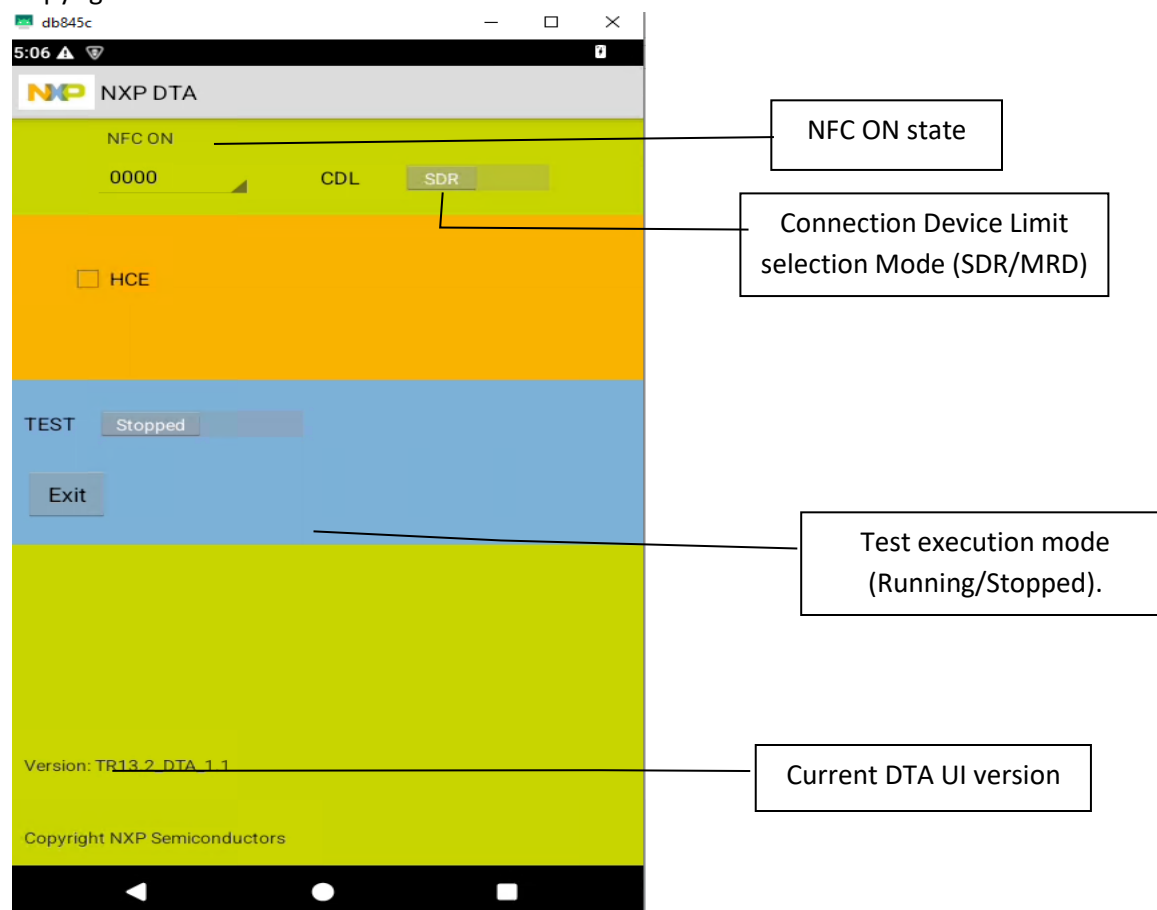 db845c
5:06
NXP NXP DTA
NFC ON
NFC ON state
0000 CDL SDR
Connection Device Limit
selection Mode (SDR/MRD)
HCE
TEST Stopped
Exit
Test execution mode
(Running/Stopped).
Version: TR13.2_DTA_1.1
Current DTA UI version
Copyright NXP Semiconductors